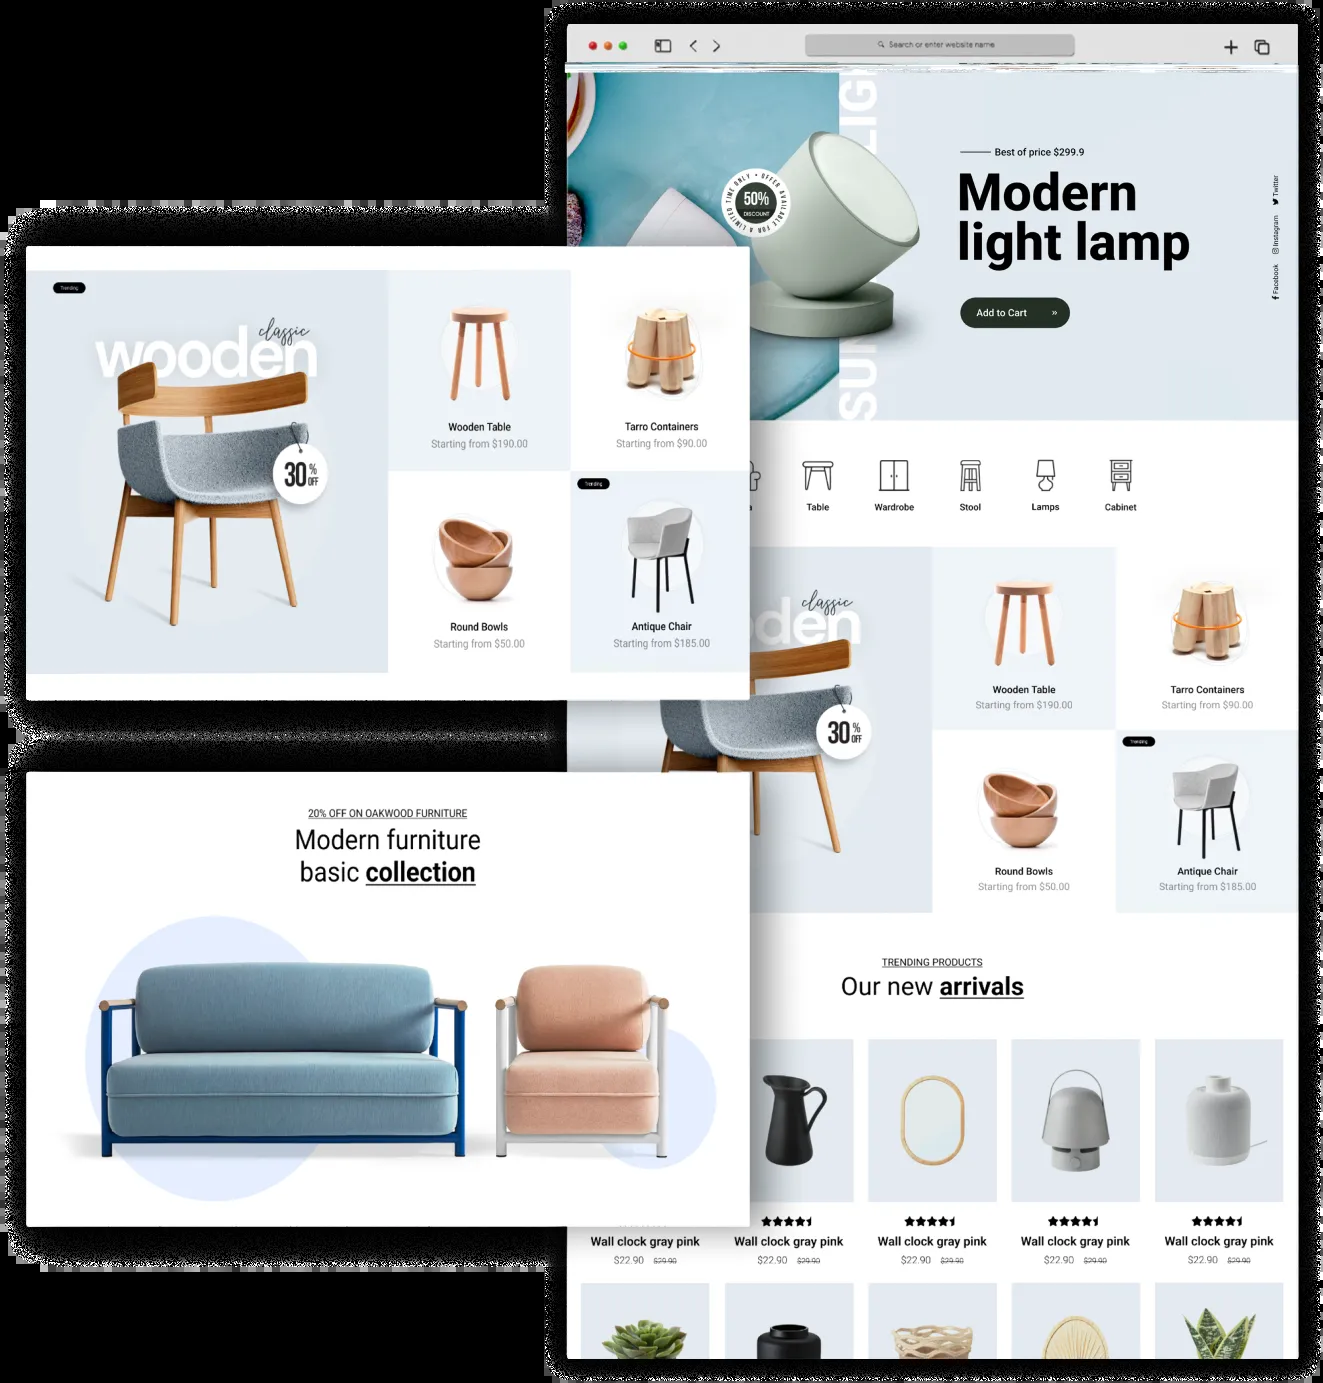 Search or enter website name
SUN
LIG
TIME ONLY • OFFER AVAILABLE FOR A LIMITED
50%
DISCOUNT
Best of price $299.9
Modern
light lamp
Add to Cart »
Twitter
Instagram
Facebook
Table
Wardrobe
Stool
Lamps
Cabinet
Trending
classic
wooden
30 %
OFF
Wooden Table
Starting from $190.00
Tarro Containers
Starting from $90.00
Round Bowls
Starting from $50.00
Trending
Antique Chair
Starting from $185.00
classic
oden
30 %
OFF
Wooden Table
Starting from $190.00
Tarro Containers
Starting from $90.00
Round Bowls
Starting from $50.00
Trending
Antique Chair
Starting from $185.00
20% OFF ON OAKWOOD FURNITURE
Modern furniture
basic collection
TRENDING PRODUCTS
Our new arrivals
Wall clock gray pink
$22.90 $29.90
Wall clock gray pink
$22.90 $29.90
Wall clock gray pink
$22.90 $29.90
Wall clock gray pink
$22.90 $29.90
Wall clock gray pink
$22.90 $29.90